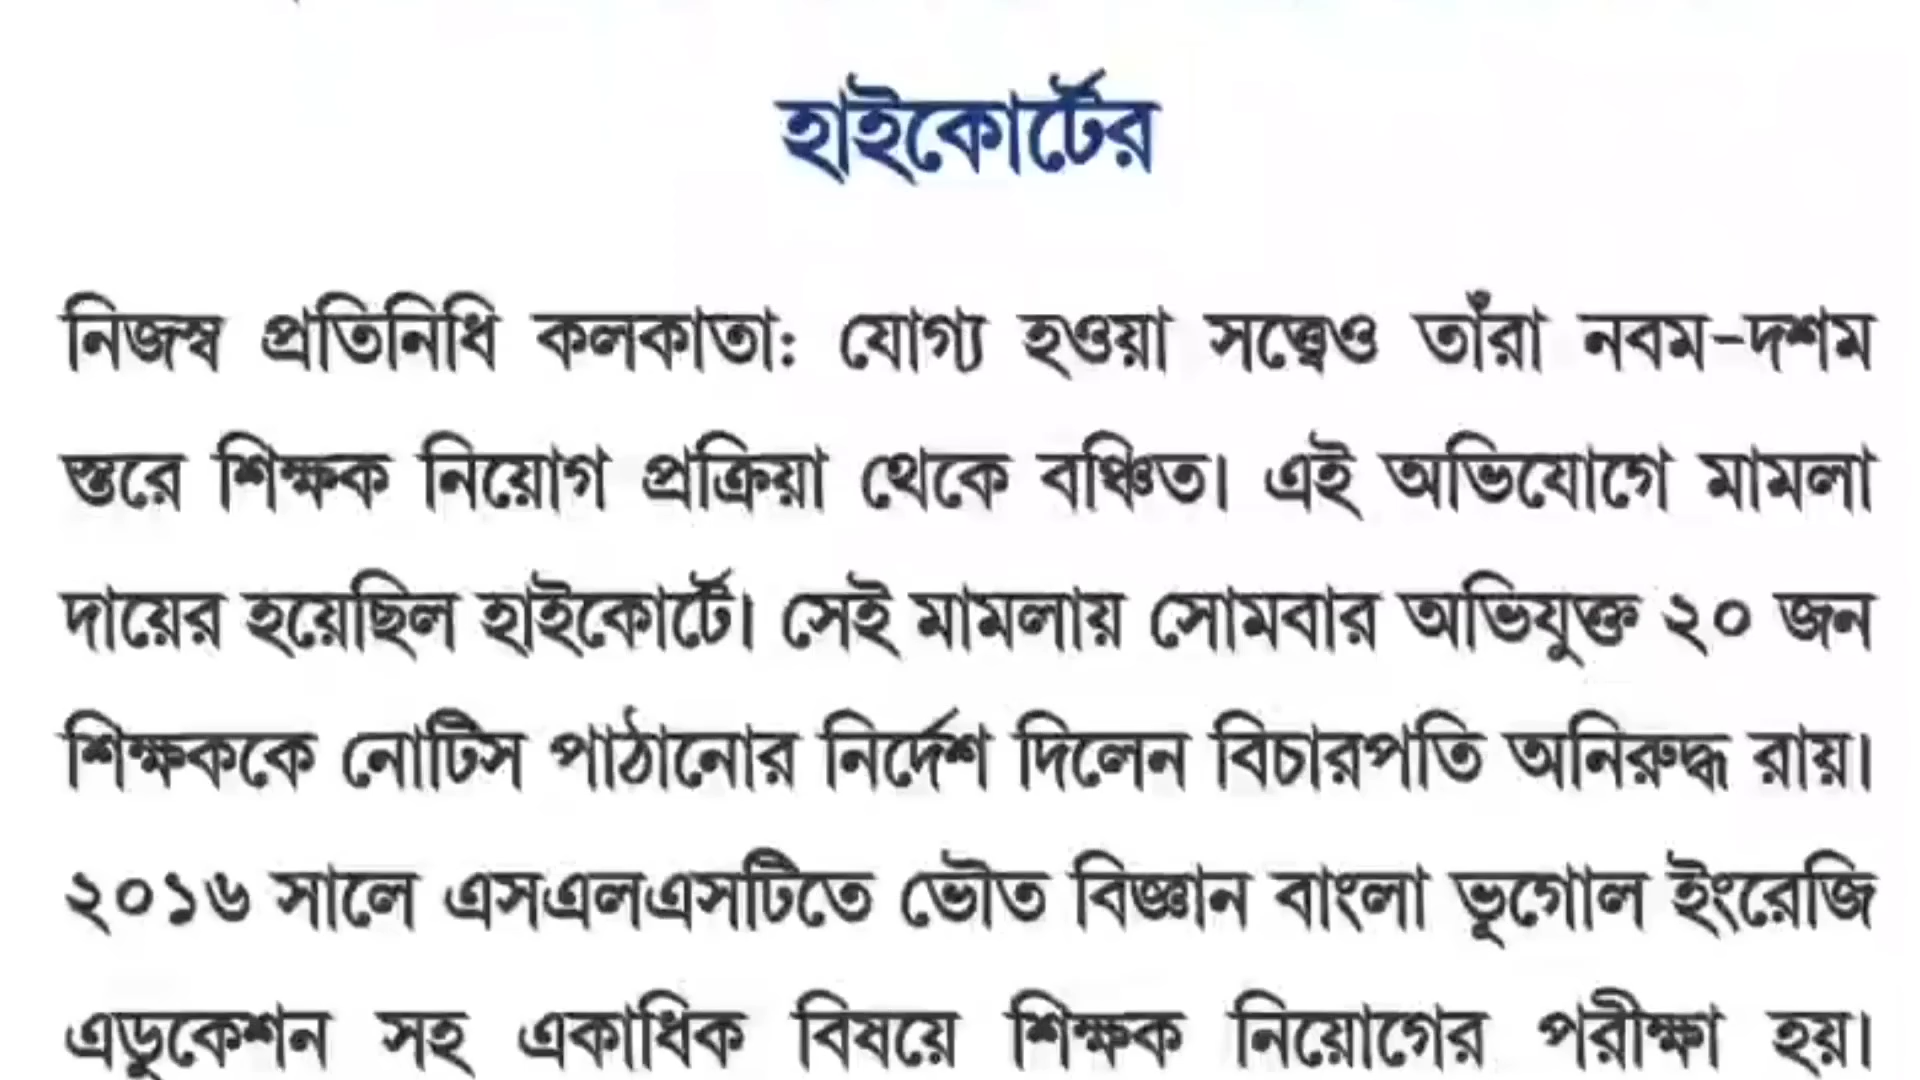 হাইকোর্টের
নিজস্ব প্রতিনিধি কলকাতা: যোগ্য হওয়া সত্ত্বেও তাঁরা নবম-দশম
স্তরে শিক্ষক নিয়োগ প্রক্রিয়া থেকে বঞ্চিত। এই অভিযোগে মামলা
দায়ের হয়েছিল হাইকোর্টে। সেই মামলায় সোমবার অভিযুক্ত ২০ জন
শিক্ষককে নোটিস পাঠানোর নির্দেশ দিলেন বিচারপতি অনিরুদ্ধ রায়।
২০১৬ সালে এসএলএসটিতে ভৌত বিজ্ঞান বাংলা ভূগোল ইংরেজি
এডুকেশন সহ একাধিক বিষয়ে শিক্ষক নিয়োগের পরীক্ষা হয়।